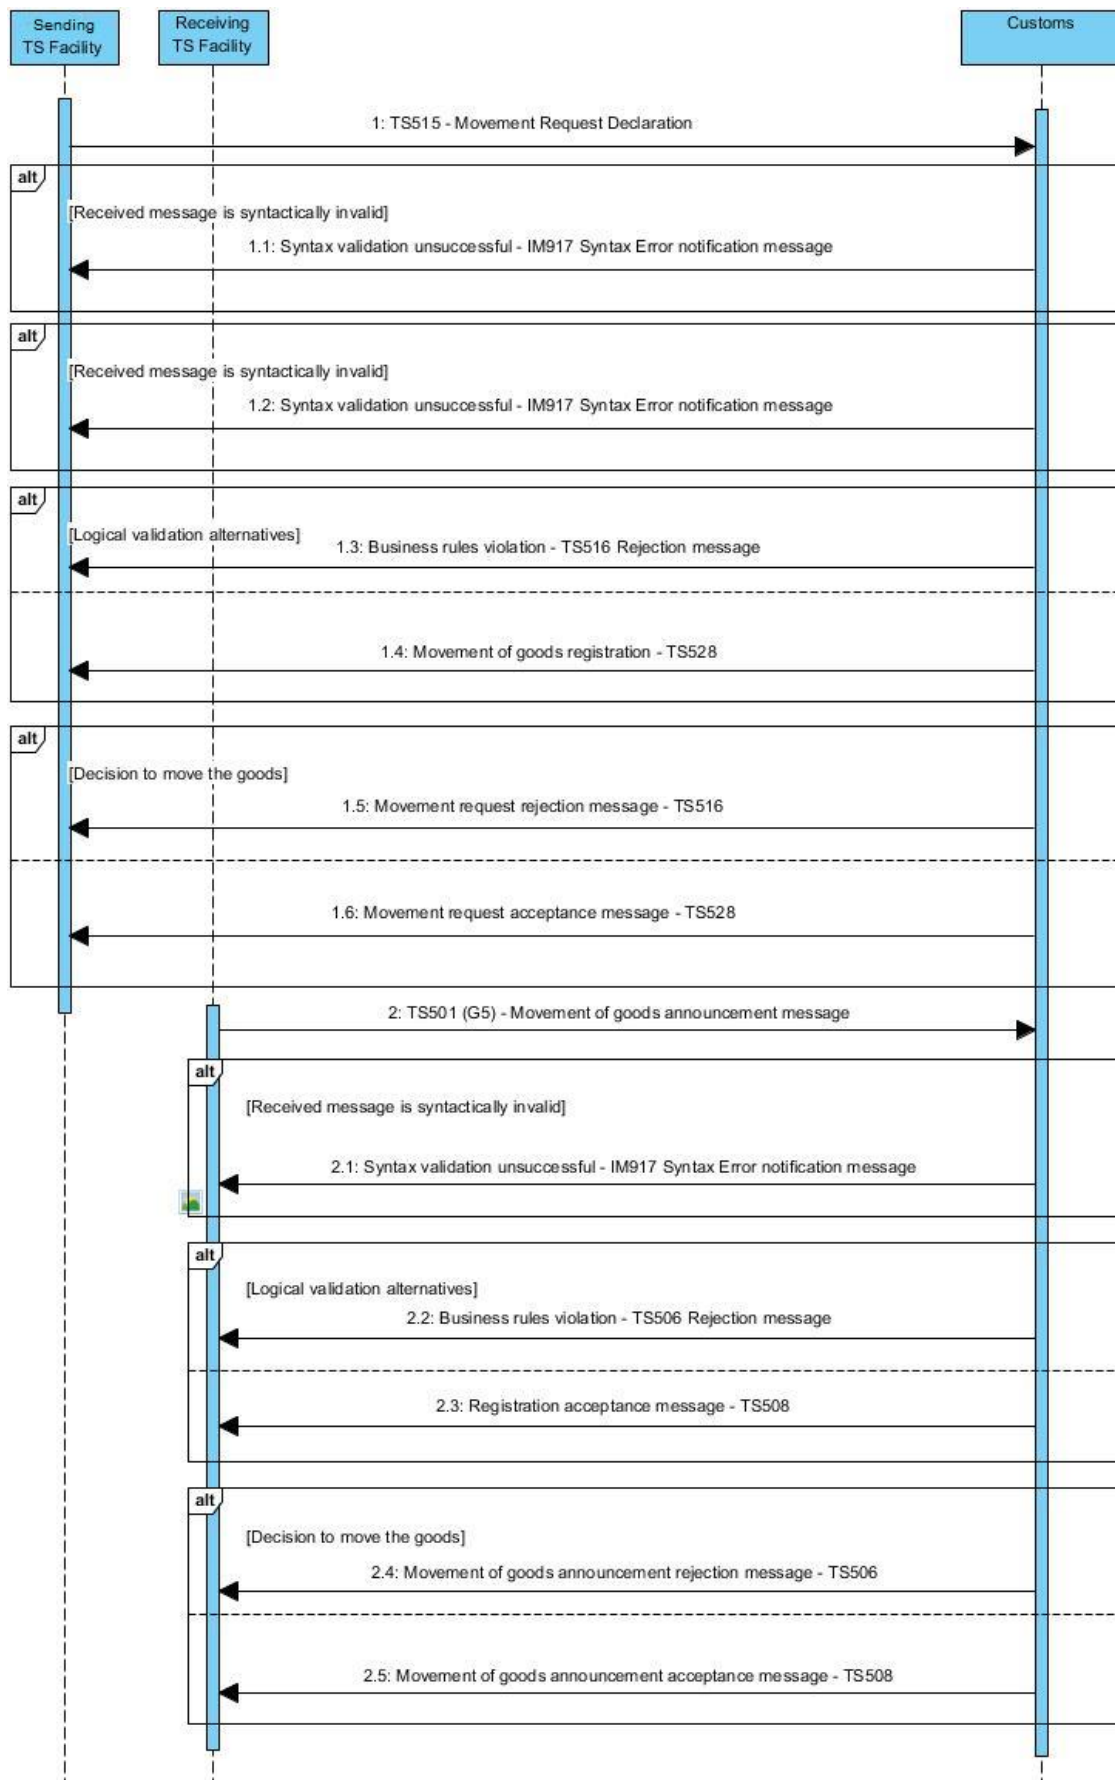 Sending
TS Facility
Receiving
TS Facility
Customs
1: TS515 - Movement Request Declaration
alt
[Received message is syntactically invalid]
1.1: Syntax validation unsuccessful - IM917 Syntax Error notification message
alt
[Received message is syntactically invalid]
1.2: Syntax validation unsuccessful - IM917 Syntax Error notification message
alt
[Logical validation alternatives]
1.3: Business rules violation - TS516 Rejection message
1.4: Movement of goods registration - TS528
alt
[Decision to move the goods]
1.5: Movement request rejection message - TS516
1.6: Movement request acceptance message - TS528
2: TS501 (G5) - Movement of goods announcement message
alt
[Received message is syntactically invalid]
2.1: Syntax validation unsuccessful - IM917 Syntax Error notification message
alt
[Logical validation alternatives]
2.2: Business rules violation - TS506 Rejection message
2.3: Registration acceptance message - TS508
alt
[Decision to move the goods]
2.4: Movement of goods announcement rejection message - TS506
2.5: Movement of goods announcement acceptance message - TS508